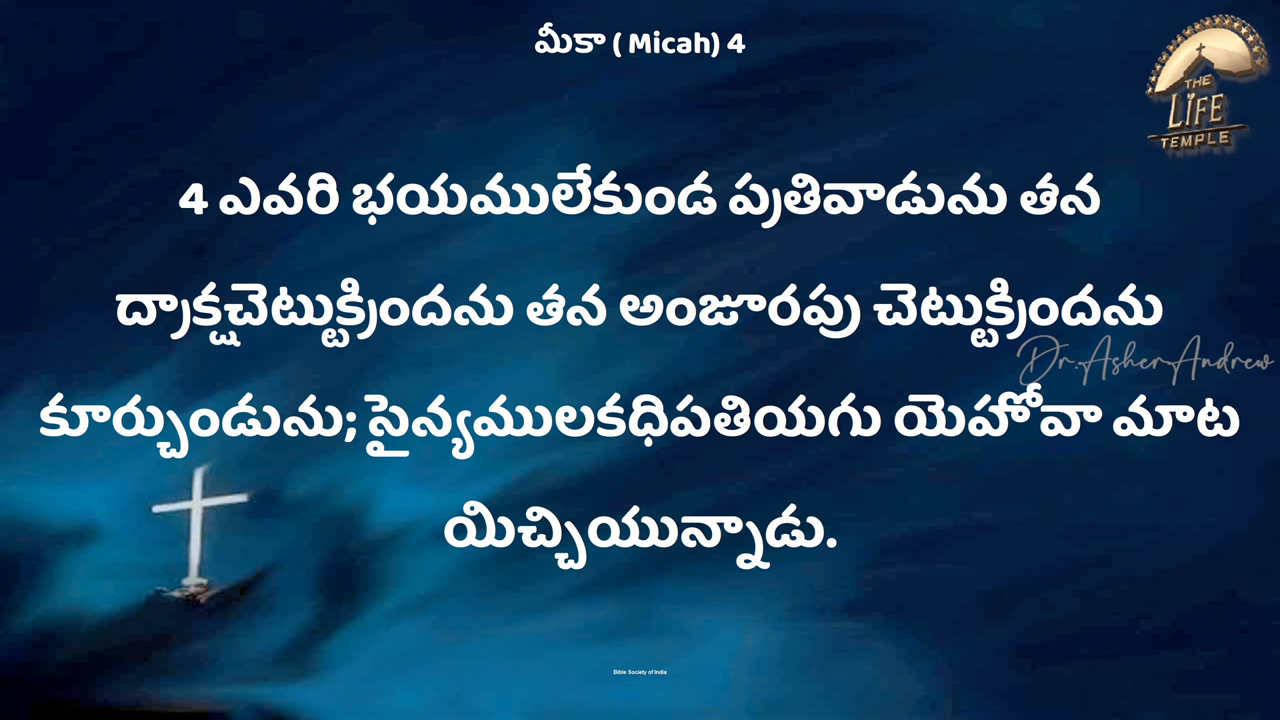 మీకా ( Micah) 4
THE
LIFE
TEMPLE
4 ఎవరి భయములేకుండ ప్రతివాడును తన
ద్రాక్షచెట్టుక్రిందను తన అంజూరపు చెట్టుక్రిందను
Dr.Asher Andrew
కూర్చుండును; సైన్యములకధిపతియగు యెహోవా మాట
యిచ్చియున్నాడు.
Bible Society of India